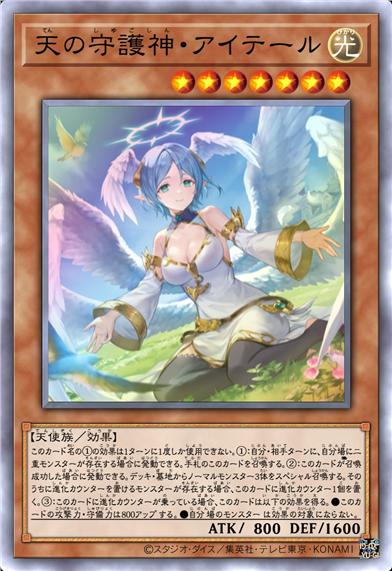 天の守護神・アイテール
光
【天使族／効果】
このカード名の①の効果は1ターンに1度しか使用できない。①:自分・相手ターンに、自分場に二
重モンスターが存在する場合に発動できる。手札のこのカードを召喚する。②:このカードが召喚
成功した場合に発動できる。デッキ・墓地からノーマルモンスター3体をスペシャル召喚する。その
うちに進化カウンターを置けるモンスターが存在する場合、このカードに進化カウンター1個を置
く。③:このカードに進化カウンターが乗っている場合、このカードは以下の効果を得る。●このカー
ドの攻撃力・守備力は800アップする。●自分場のモンスターは効果の対象にならない。
ATK/ 800 DEF/1600
©スタジオ・ダイス／集英社・テレビ東京・KONAMI